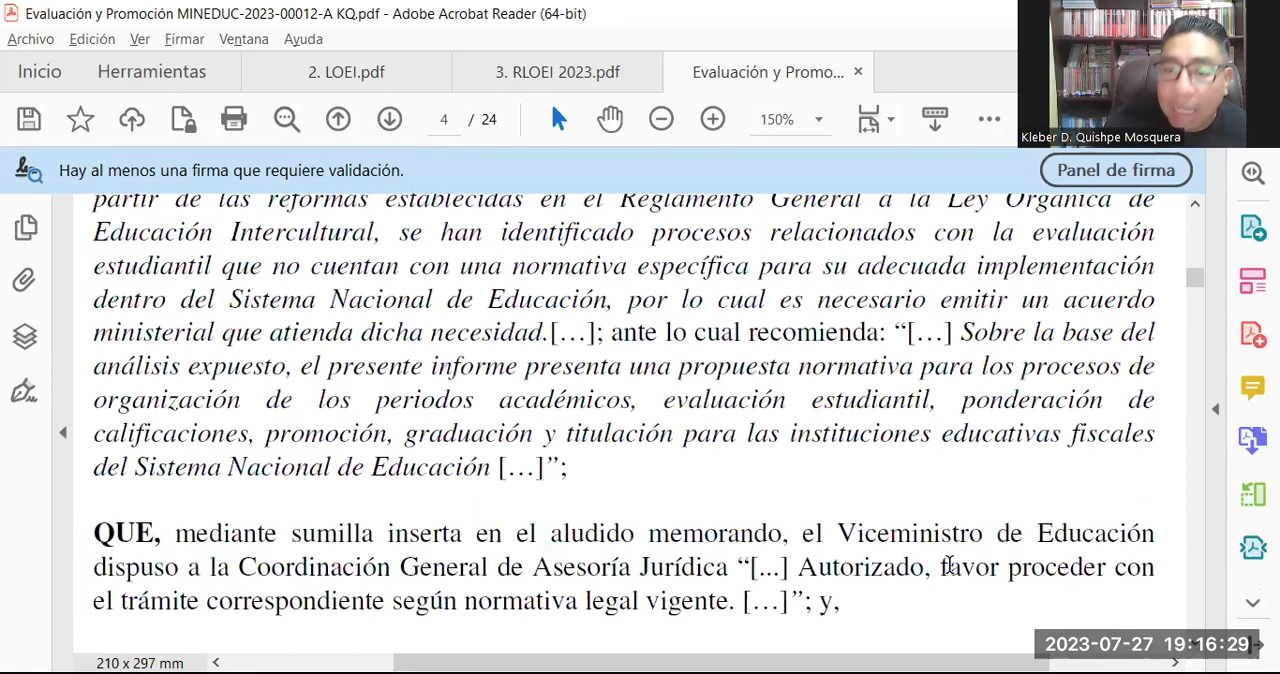 Evaluación y Promoción MINEDUC-2023-00012-A KQ.pdf - Adobe Acrobat Reader (64-bit)
Archivo Edición Ver Firmar Ventana Ayuda
Inicio Herramientas 2. LOEI.pdf 3. RLOEI 2023.pdf Evaluación y Promo... ×
4 / 24 150%
Kleber D. Quishpe Mosquera
Hay al menos una firma que requiere validación. Panel de firma
partir de las reformas establecidas en el Reglamento General a la Ley Orgánica de
Educación Intercultural, se han identificado procesos relacionados con la evaluación
estudiantil que no cuentan con una normativa específica para su adecuada implementación
dentro del Sistema Nacional de Educación, por lo cual es necesario emitir un acuerdo
ministerial que atienda dicha necesidad.[…]; ante lo cual recomienda: “[…] Sobre la base del
análisis expuesto, el presente informe presenta una propuesta normativa para los procesos de
organización de los periodos académicos, evaluación estudiantil, ponderación de
calificaciones, promoción, graduación y titulación para las instituciones educativas fiscales
del Sistema Nacional de Educación […]”;
QUE, mediante sumilla inserta en el aludido memorando, el Viceministro de Educación
dispuso a la Coordinación General de Asesoría Jurídica “[...] Autorizado, favor proceder con
el trámite correspondiente según normativa legal vigente. […]”; y,
2023-07-27 19:16:29
210 x 297 mm